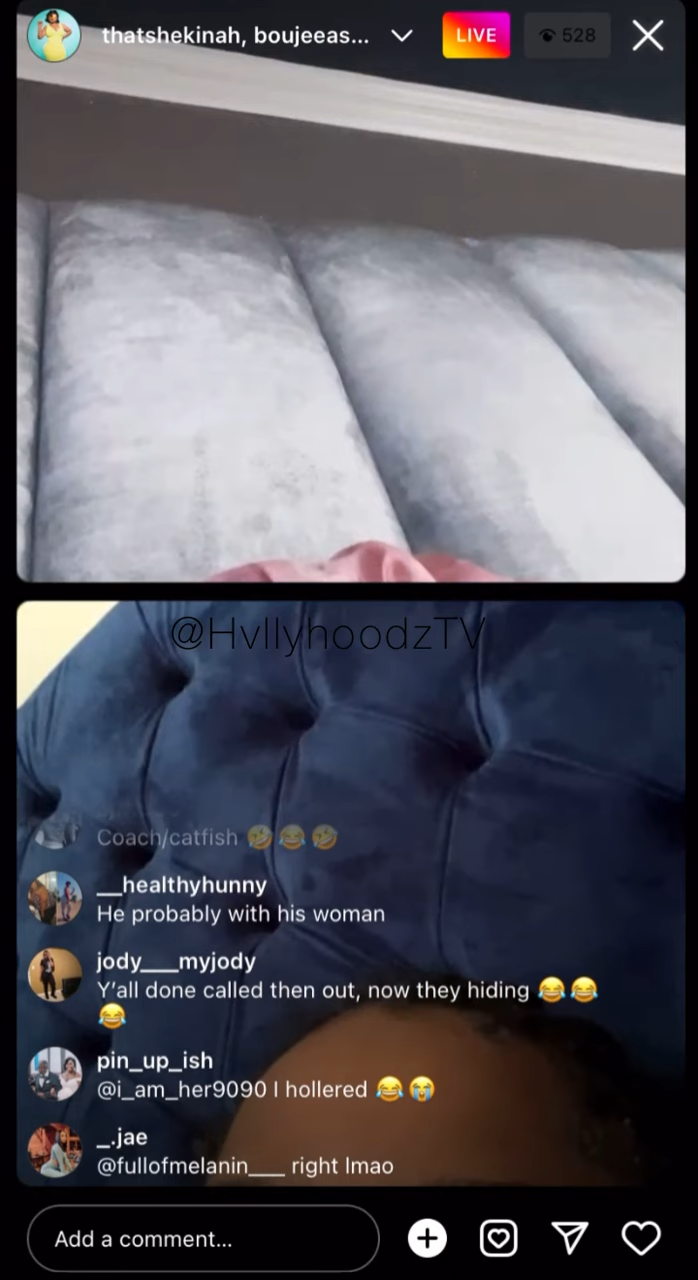 thatshekinah, boujeeas...
LIVE
528
@HvllyhoodzTV
Coach/catfish 🤣😂🤣
__healthyhunny
He probably with his woman
jody___myjody
Y'all done called then out, now they hiding 😂😂
😂
pin_up_ish
@i_am_her9090 I hollered 😂😭
_.jae
@fullofmelanin___ right lmao
Add a comment...